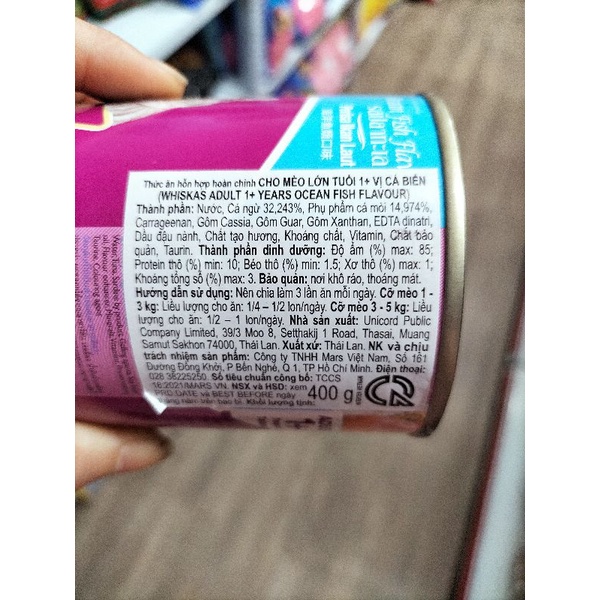 Thức ăn hỗn hợp hoàn chỉnh CHO MÈO LỚN TUỔI 1+ VỊ CÁ BIỂN
(WHISKAS ADULT 1+ YEARS OCEAN FISH FLAVOUR)
Thành phần: Nước, Cá ngừ 32,243%, Phụ phẩm cá mòi 14,974%,
Carrageenan, Gôm Cassia, Gôm Guar, Gôm Xanthan, EDTA dinatri,
Dầu đậu nành, Chất tạo hương, Khoáng chất, Vitamin, Chất bảo
quản, Taurin. Thành phần dinh dưỡng: Độ ẩm (%) max: 85;
Protein thô (%) min: 10; Béo thô (%) min: 1.5; Xơ thô (%) max: 1;
Khoáng tổng số (%) max: 3. Bảo quản: nơi khô ráo, thoáng mát.
Hướng dẫn sử dụng: Nên chia làm 3 lần ăn mỗi ngày. Cỡ mèo 1 -
3 kg: Liều lượng cho ăn: 1/4 – 1/2 lon/ngày. Cỡ mèo 3 - 5 kg: Liều
lượng cho ăn: 1/2 – 1 lon/ngày. Nhà sản xuất: Unicord Public
Company Limited, 39/3 Moo 8, Setthakij 1 Road, Thasai, Muang
Samut Sakhon 74000, Thái Lan. Xuất xứ: Thái Lan. NK và chịu
trách nhiệm sản phẩm: Công ty TNHH Mars Việt Nam, Số 161
Đường Đồng Khởi, P Bến Nghé, Q 1, TP Hồ Chí Minh. Điện thoại:
028 38225250. Số tiêu chuẩn công bố: TCCS
16:2021/MARS VN. NSX và HSD: xem
PRD.DATE và BEST BEFORE ngày
400 g